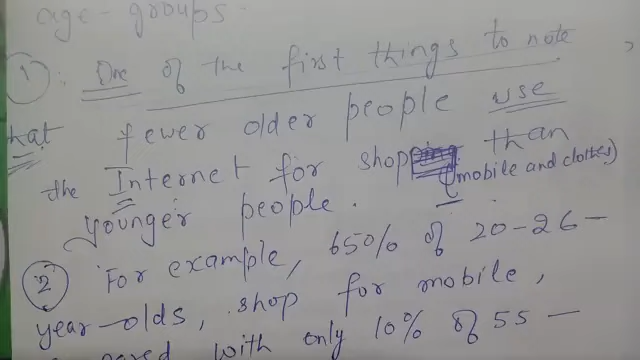 age-groups.
① : One of the first things to note
that fewer older people use
the Internet for shopping than
(mobile and clothes)
younger people.
② For example, 65% of 20-26-
year-olds, shop for mobile,
with only 10% of 55 -